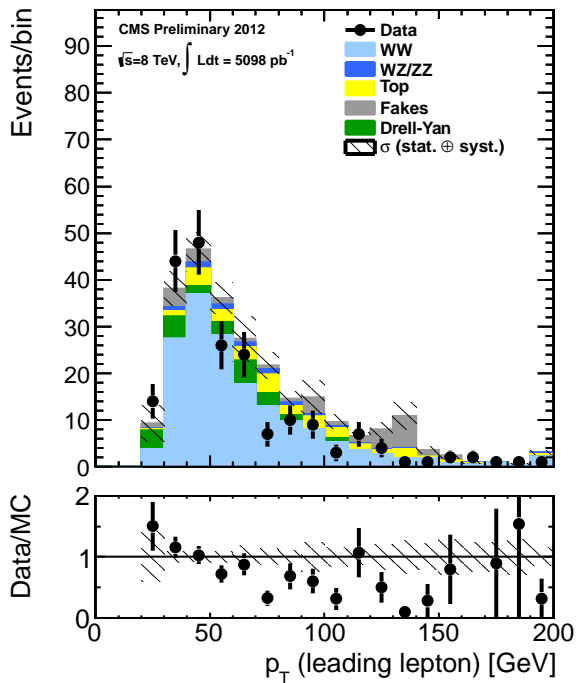 CMS Preliminary 2012
√s=8 TeV, ∫ Ldt = 5098 pb⁻¹
Data
WW
WZ/ZZ
Top
Fakes
Drell-Yan
σ (stat. ⊕ syst.)
Events/bin
90
80
70
60
50
40
30
20
10
0
Data/MC
2
1
0
0 50 100 150 200
p_T (leading lepton) [GeV]